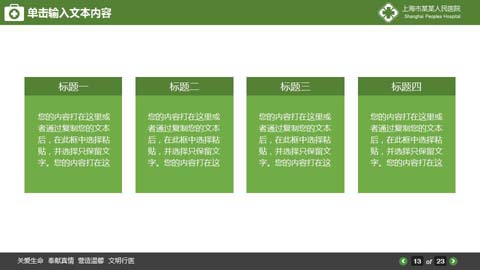 单击输入文本内容
上海市某某人民医院
Shanghai Peoples Hospital
标题一
您的内容打在这里或
者通过复制您的文本
后，在此框中选择粘
贴，并选择只保留文
字。您的内容打在这
标题二
您的内容打在这里或
者通过复制您的文本
后，在此框中选择粘
贴，并选择只保留文
字。您的内容打在这
标题三
您的内容打在这里或
者通过复制您的文本
后，在此框中选择粘
贴，并选择只保留文
字。您的内容打在这
标题四
您的内容打在这里或
者通过复制您的文本
后，在此框中选择粘
贴，并选择只保留文
字。您的内容打在这
关爱生命 奉献真情 营造温馨 文明行医
13 of 23